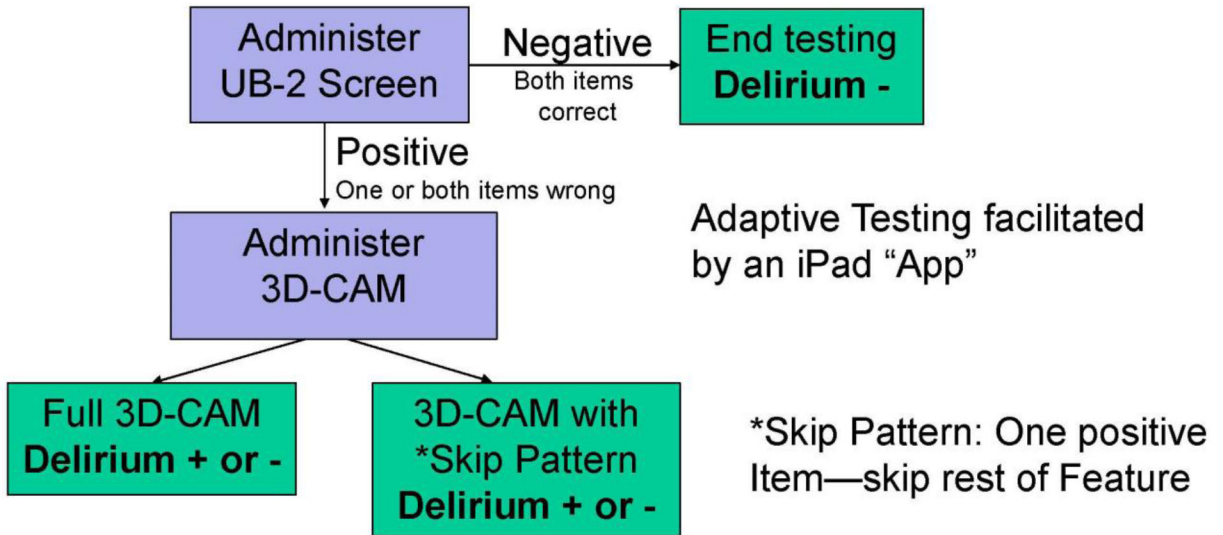 Administer
UB-2 Screen
Negative
Both items
correct
End testing
Delirium -
Positive
One or both items wrong
Administer
3D-CAM
Adaptive Testing facilitated
by an iPad “App”
Full 3D-CAM
Delirium + or -
3D-CAM with
*Skip Pattern
Delirium + or -
*Skip Pattern: One positive
Item—skip rest of Feature